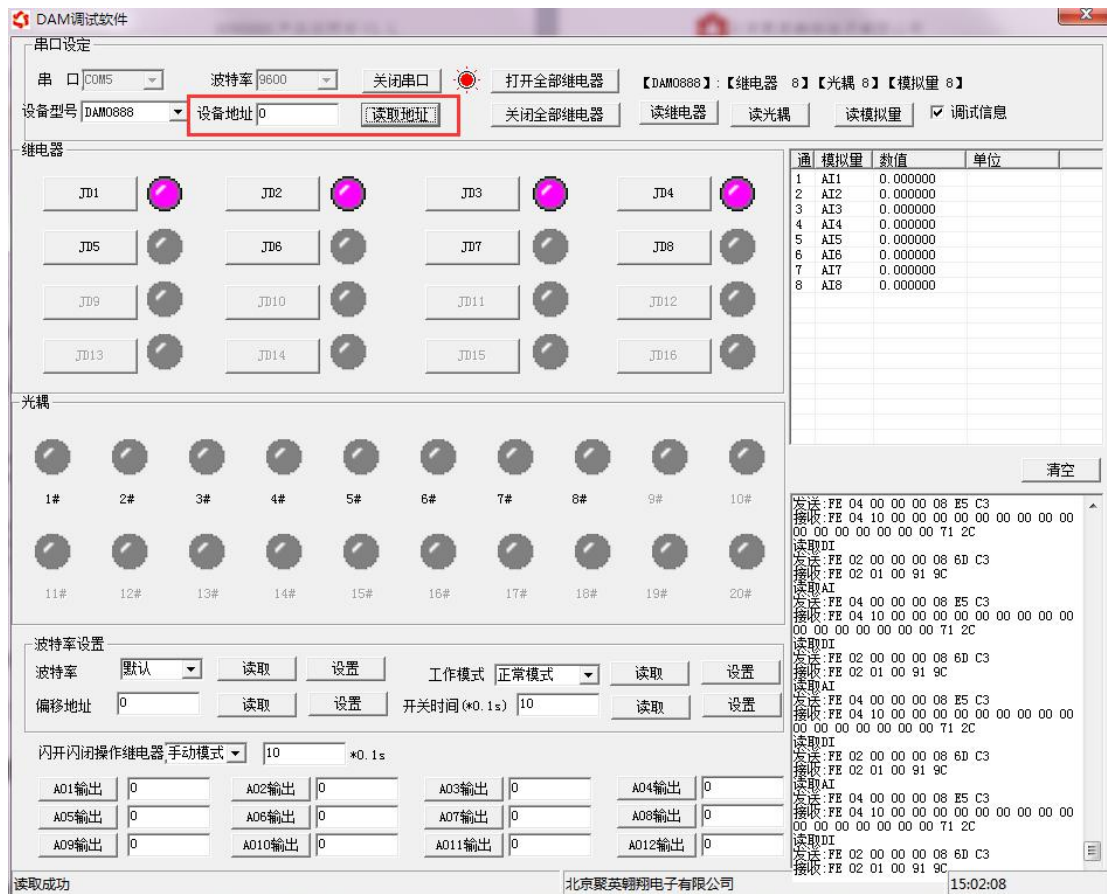 DAM调试软件
串口设定
串 口 COM5 波特率 9600 关闭串口 打开全部继电器 【DAM0888】:【继电器 8】【光耦 8】【模拟量 8】
设备型号 DAM0888 设备地址 0 读取地址 关闭全部继电器 读继电器 读光耦 读模拟量 调试信息
继电器
JD1 JD2 JD3 JD4
JD5 JD6 JD7 JD8
JD9 JD10 JD11 JD12
JD13 JD14 JD15 JD16
通 模拟量 数值 单位
1 AI1 0.000000
2 AI2 0.000000
3 AI3 0.000000
4 AI4 0.000000
5 AI5 0.000000
6 AI6 0.000000
7 AI7 0.000000
8 AI8 0.000000
光耦
1# 2# 3# 4# 5# 6# 7# 8# 9# 10#
11# 12# 13# 14# 15# 16# 17# 18# 19# 20#
清空
发送:FE 04 00 00 00 08 E5 C3
接收:FE 04 10 00 00 00 00 00 00 00 00 00
00 00 00 00 00 00 00 71 2C
读取DI
发送:FE 02 00 00 00 08 6D C3
接收:FE 02 01 00 91 9C
读取AI
发送:FE 04 00 00 00 08 E5 C3
接收:FE 04 10 00 00 00 00 00 00 00 00 00
00 00 00 00 00 00 00 71 2C
读取DI
发送:FE 02 00 00 00 08 6D C3
接收:FE 02 01 00 91 9C
读取AI
发送:FE 04 00 00 00 08 E5 C3
接收:FE 04 10 00 00 00 00 00 00 00 00 00
00 00 00 00 00 00 00 71 2C
读取DI
发送:FE 02 00 00 00 08 6D C3
接收:FE 02 01 00 91 9C
读取AI
发送:FE 04 00 00 00 08 E5 C3
接收:FE 04 10 00 00 00 00 00 00 00 00 00
00 00 00 00 00 00 00 71 2C
读取DI
发送:FE 02 00 00 00 08 6D C3
接收:FE 02 01 00 91 9C
波特率设置
波特率 默认 读取 设置 工作模式 正常模式 读取 设置
偏移地址 0 读取 设置 开关时间(*0.1s) 10 读取 设置
闪开闪闭操作继电器 手动模式 10 *0.1s
AO1输出 0 AO2输出 0 AO3输出 0 AO4输出 0
AO5输出 0 AO6输出 0 AO7输出 0 AO8输出 0
AO9输出 0 AO10输出 0 AO11输出 0 AO12输出 0
读取成功 北京聚英翱翔电子有限公司 15:02:08